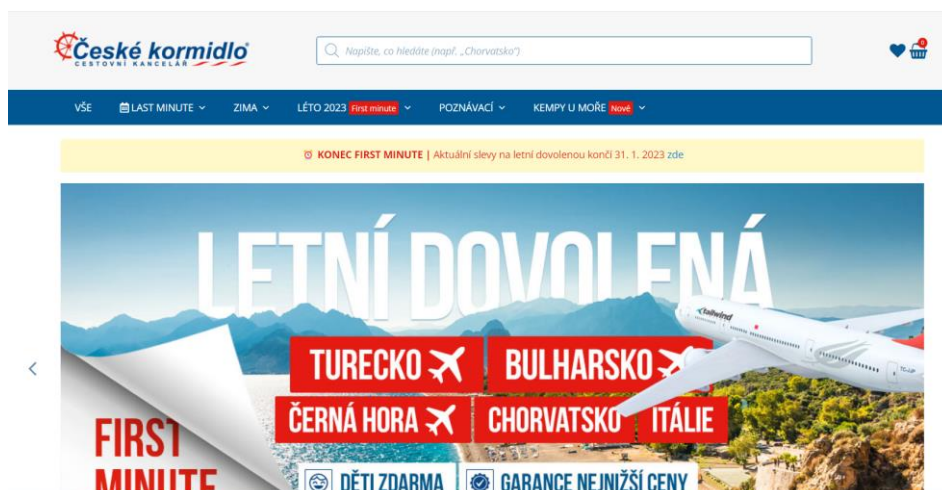 České kormidlo
CESTOVNÍ KANCELÁŘ
Napište, co hledáte (např. „Chorvatsko")
0
VŠE LAST MINUTE ZIMA LÉTO 2023 First minute POZNÁVACÍ KEMPY U MOŘE Nové
KONEC FIRST MINUTE | Aktuální slevy na letní dovolenou končí 31. 1. 2023 zde
LETNÍ DOVOLENÁ
tailwind
TURECKO BULHARSKO
ČERNÁ HORA CHORVATSKO ITÁLIE
FIRST
MINUTE
DĚTI ZDARMA GARANCE NEJNIŽŠÍ CENY